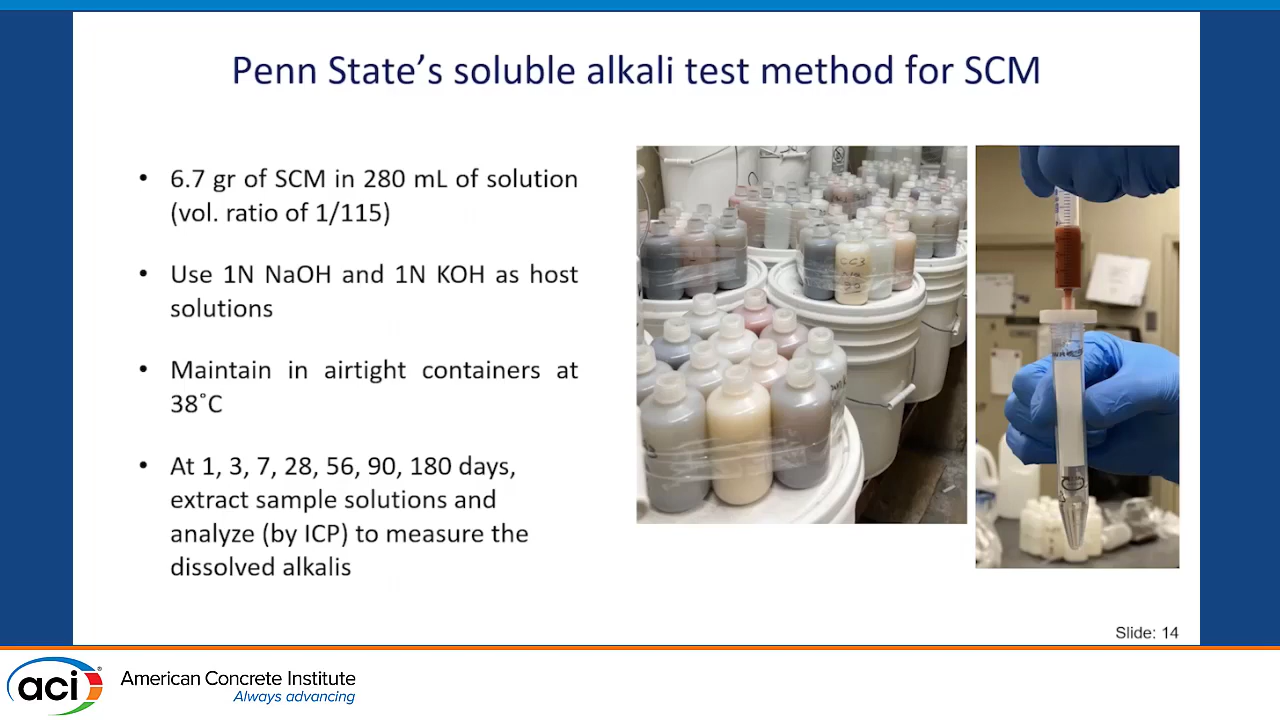 Penn State’s soluble alkali test method for SCM
• 6.7 gr of SCM in 280 mL of solution
(vol. ratio of 1/115)
• Use 1N NaOH and 1N KOH as host
solutions
• Maintain in airtight containers at
38˚C
• At 1, 3, 7, 28, 56, 90, 180 days,
extract sample solutions and
analyze (by ICP) to measure the
dissolved alkalis
Slide: 14
aci®
American Concrete Institute
Always advancing